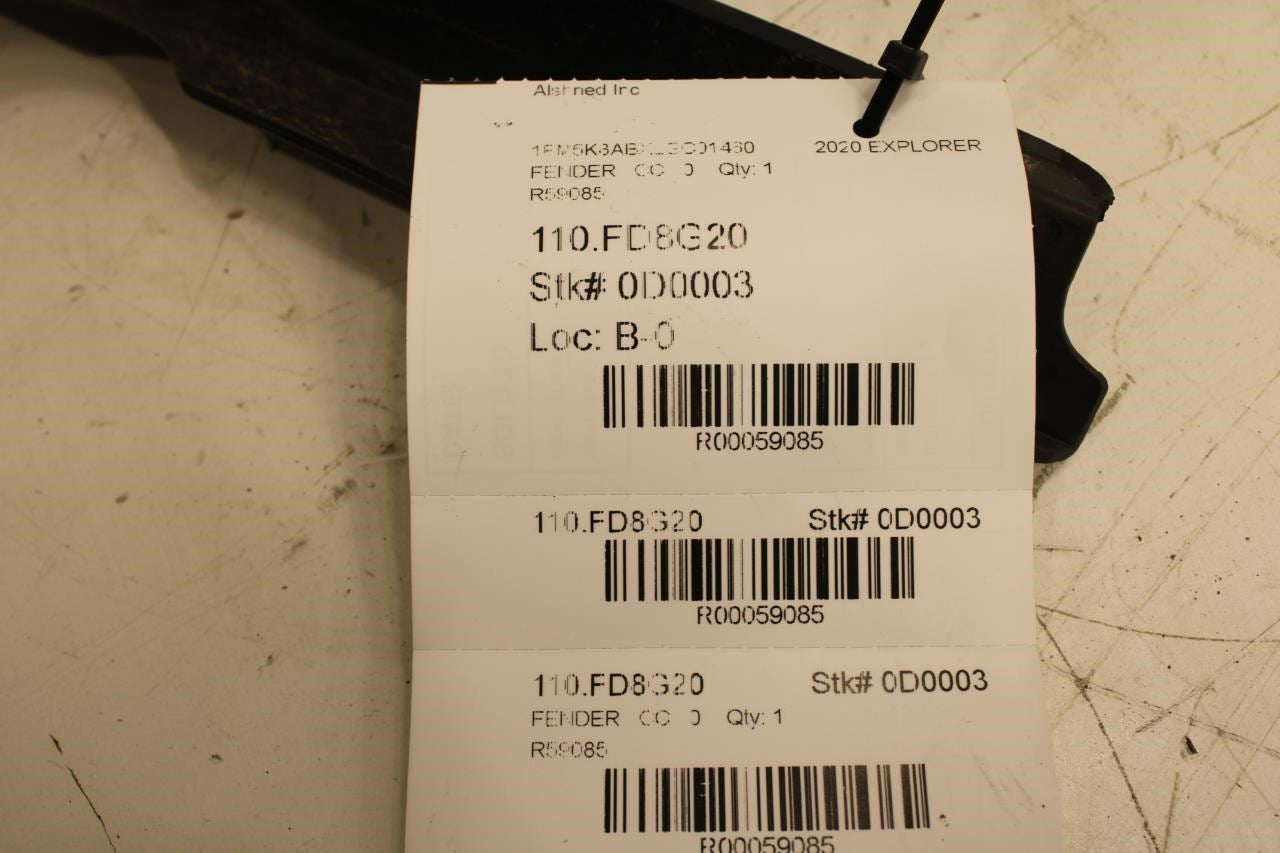 Inc
2020 EXPLORER
FENDER Qty: 1
R59085
110.FD8G20
Stk# 0D0003
Loc: B-0
R00059085
110.FD8G20 Stk# 0D0003
R00059085
110.FD8G20 Stk# 0D0003
FENDER Qty: 1
R59085
R00059085